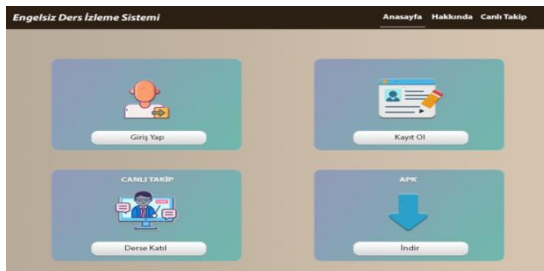 Engelsiz Ders İzleme Sistemi
Anasayfa Hakkında Canlı Takip
Giriş Yap
Kayıt Ol
CANLI TAKİP
Derse Katıl
APK
İndir